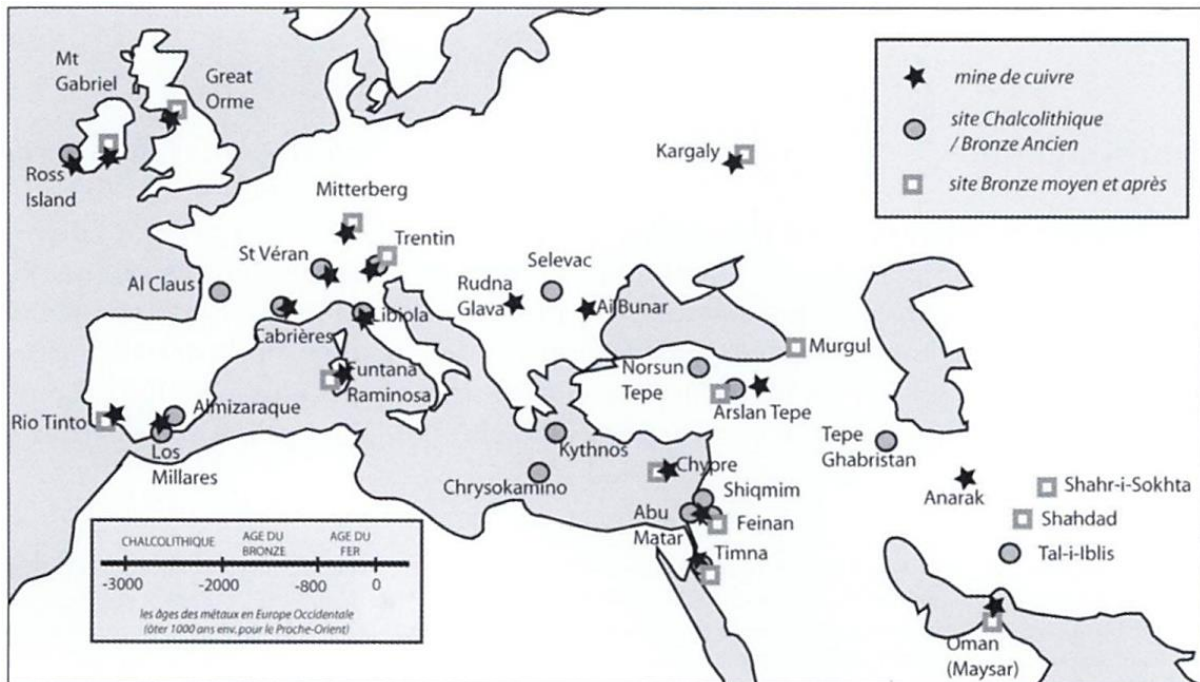 Mt
Gabriel
Great
Orme
Ross
Island
mine de cuivre
site Chalcolithique
/ Bronze Ancien
site Bronze moyen et après
Kargaly
Mitterberg
Trentin
St Véran
Al Claus
Cabrières
Libiola
Rudna
Glava
Selevac
Ai Bunar
Murgul
Norsun
Tepe
Arslan Tepe
Funtana
Raminosa
Rio Tinto
Almizaraque
Los
Millares
Kythnos
Chrysokamino
Chypre
Tepe
Ghabristan
Anarak
Shahr-i-Sokhta
Shahdad
Tal-i-Iblis
Shiqmim
Abu
Matar
Feinan
Timna
Oman
(Maysar)
CHALCOLITHIQUE
AGE DU
BRONZE
AGE DU
FER
-3000
-2000
-800
0
les âges des métaux en Europe Occidentale
(ôter 1000 ans env. pour le Proche-Orient)